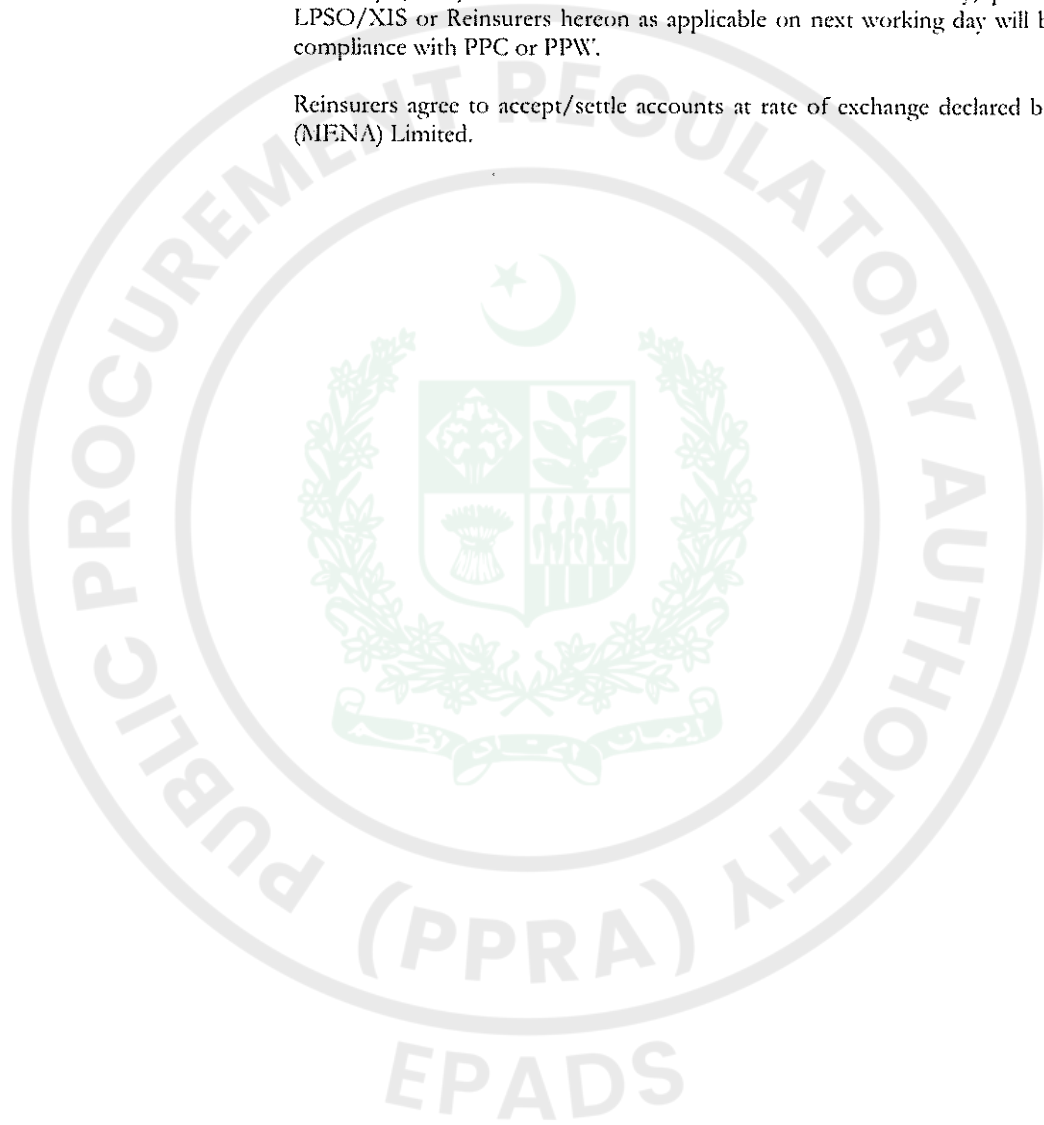 LPSO/XIS or Reinsurers hereon as applicable on next working day will
compliance with PPC or PPW.
Reinsurers agree to accept/settle accounts at rate of exchange declared b
(MENA) Limited.
PUBLIC PROCUREMENT REGULATORY AUTHORITY
(PPRA)
EPADS